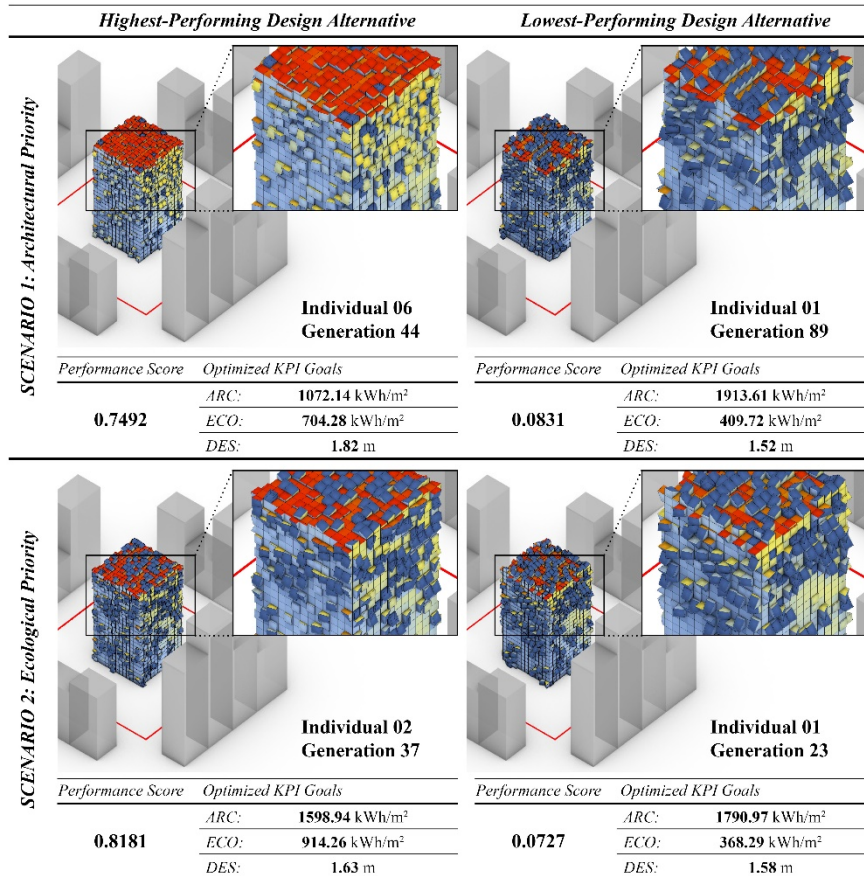 Highest-Performing Design Alternative
Lowest-Performing Design Alternative
SCENARIO 1: Architectural Priority
Individual 06
Generation 44
Performance Score Optimized KPI Goals
0.7492
ARC: 1072.14 kWh/m²
ECO: 704.28 kWh/m²
DES: 1.82 m
Individual 01
Generation 89
Performance Score Optimized KPI Goals
0.0831
ARC: 1913.61 kWh/m²
ECO: 409.72 kWh/m²
DES: 1.52 m
SCENARIO 2: Ecological Priority
Individual 02
Generation 37
Performance Score Optimized KPI Goals
0.8181
ARC: 1598.94 kWh/m²
ECO: 914.26 kWh/m²
DES: 1.63 m
Individual 01
Generation 23
Performance Score Optimized KPI Goals
0.0727
ARC: 1790.97 kWh/m²
ECO: 368.29 kWh/m²
DES: 1.58 m